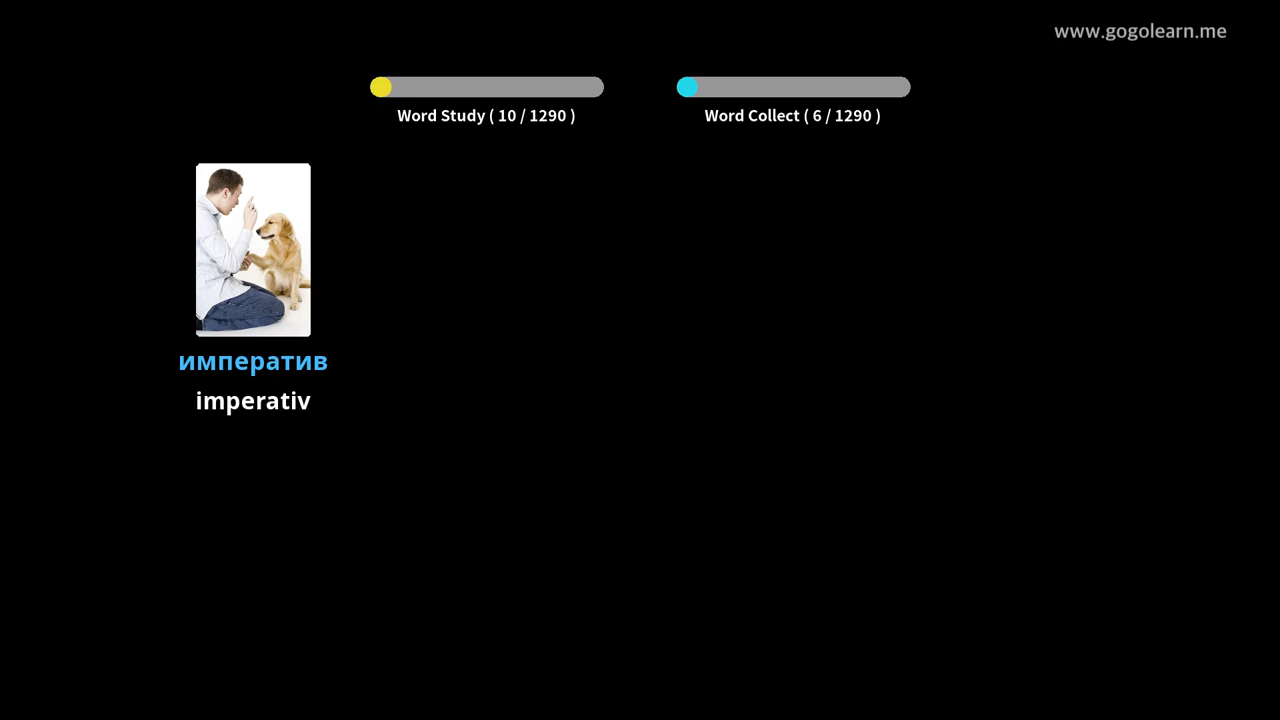 www.gogolearn.me
Word Study ( 10 / 1290 )
Word Collect ( 6 / 1290 )
императив
imperativ